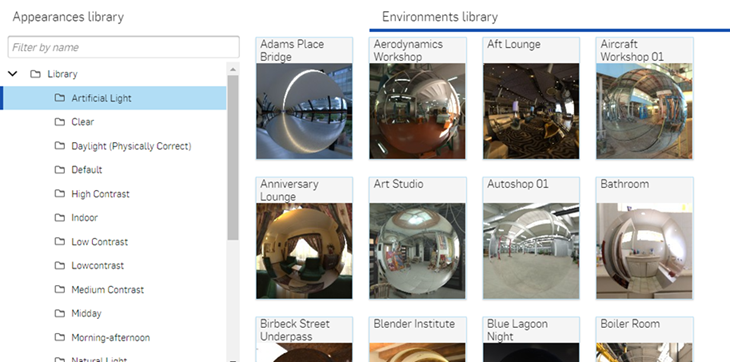 Appearances library
Environments library
Filter by name
Library
Artificial Light
Clear
Daylight (Physically Correct)
Default
High Contrast
Indoor
Low Contrast
Lowcontrast
Medium Contrast
Midday
Morning-afternoon
Natural Light
Adams Place
Bridge
Aerodynamics
Workshop
Aft Lounge
Aircraft
Workshop 01
Anniversary
Lounge
Art Studio
Autoshop 01
Bathroom
Birbeck Street
Underpass
Blender Institute
Blue Lagoon
Night
Boiler Room